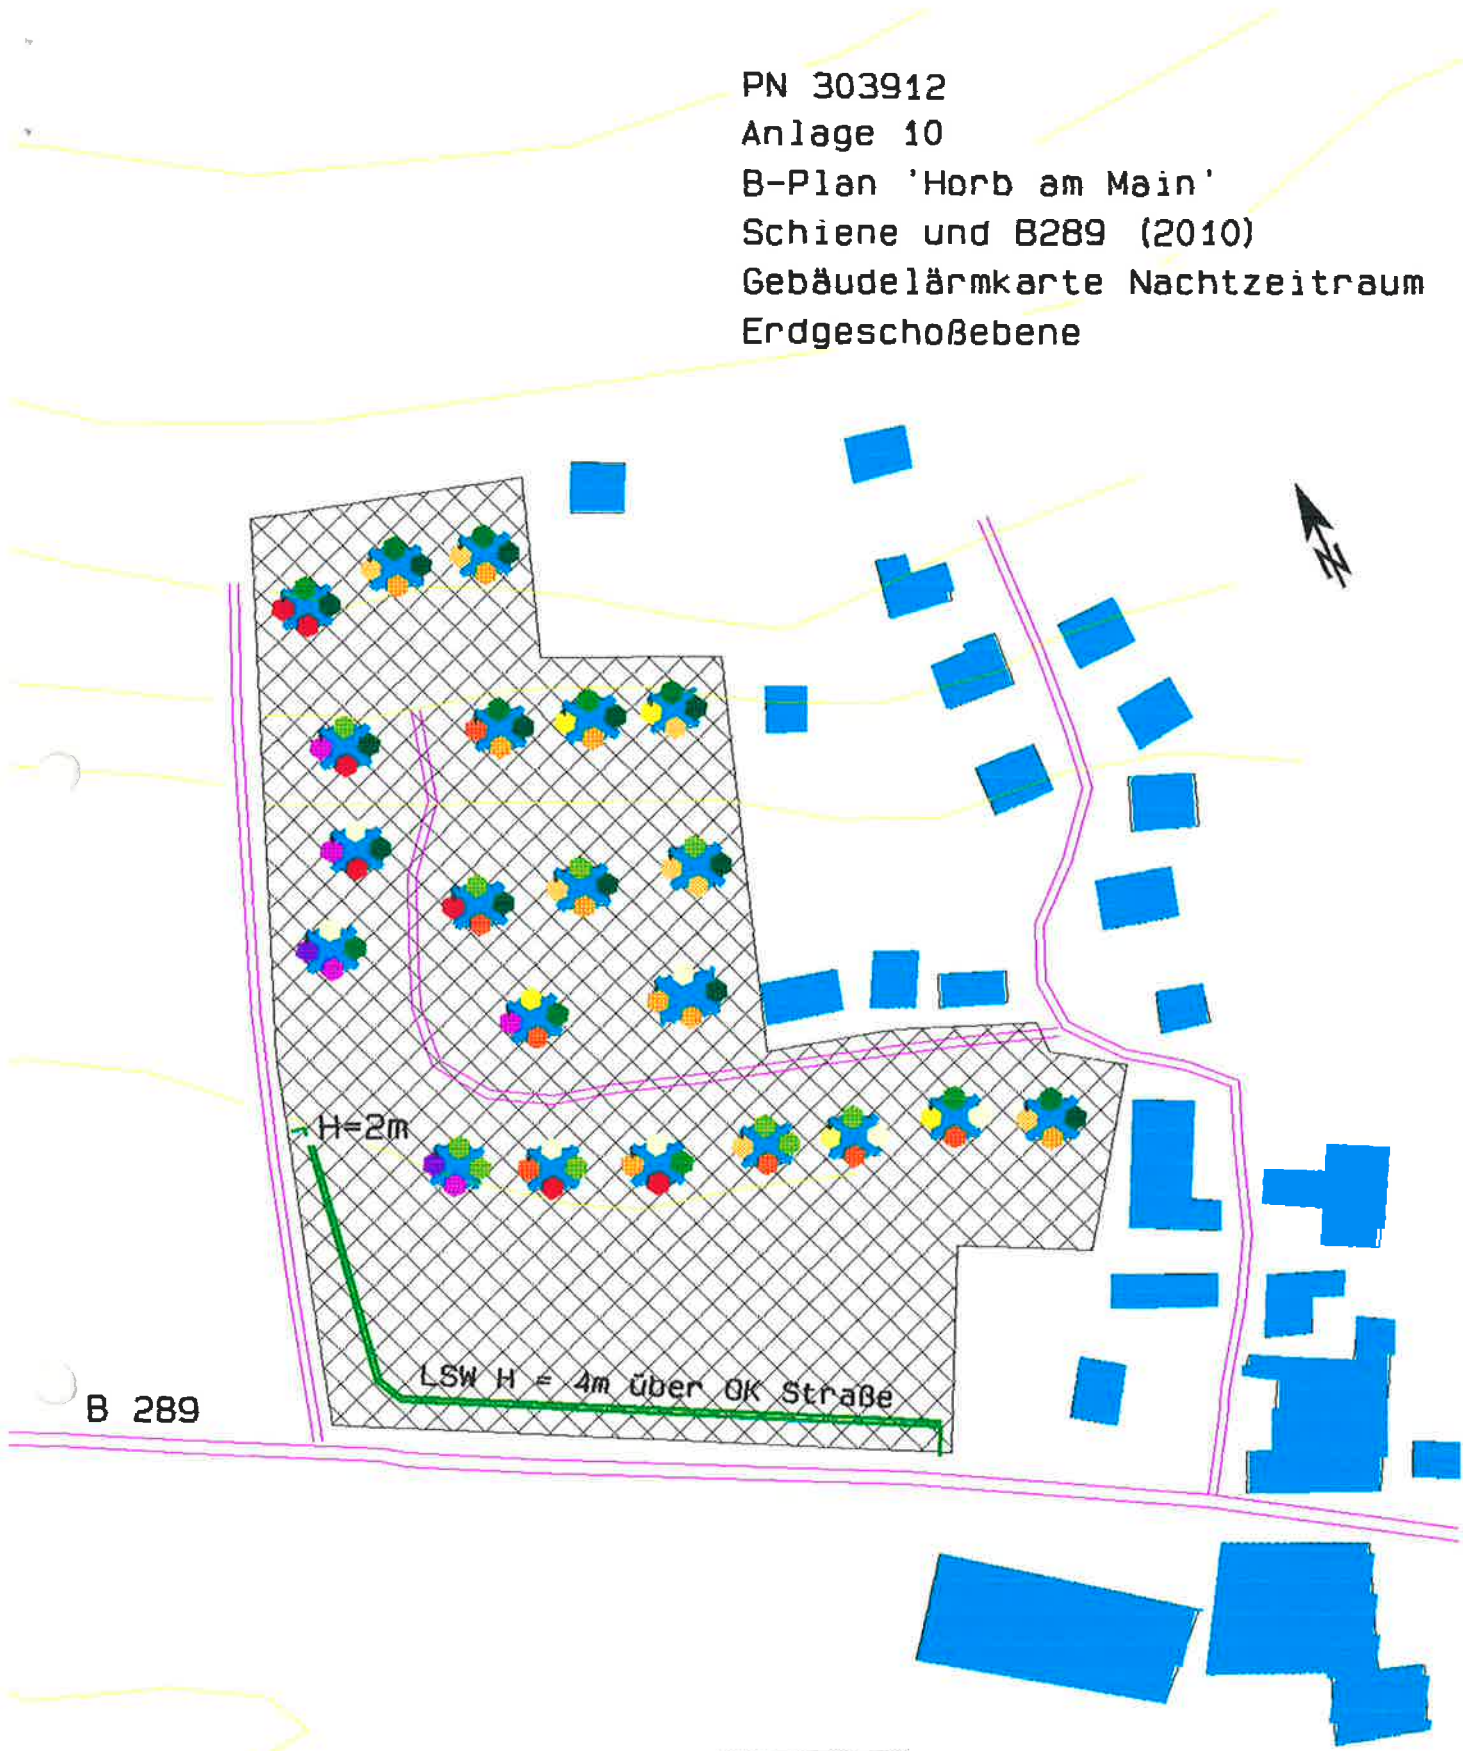 PN 303912
Anlage 10
B-Plan 'Horb am Main'
Schiene und B289 (2010)
Gebäudelärmkarte Nachtzeitraum
Erdgeschoßebene
N
H=2m
LSW H = 4m über OK Straße
B 289